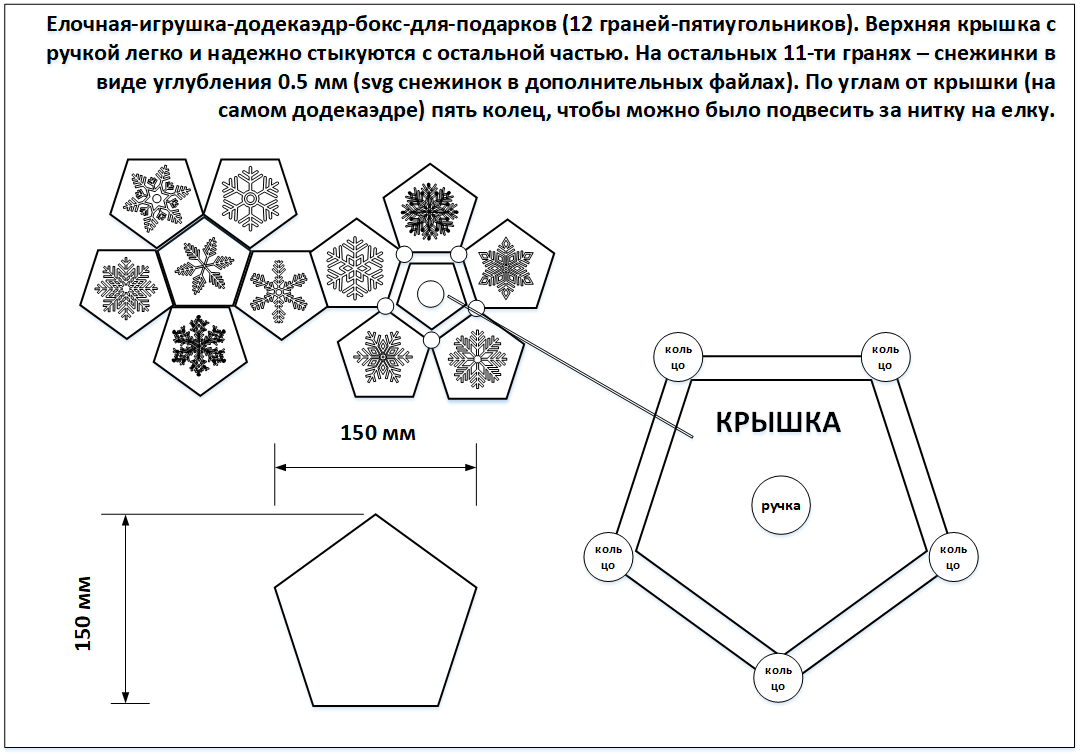 Елочная-игрушка-додекаэдр-бокс-для-подарков (12 граней-пятиугольников). Верхняя крышка с
ручкой легко и надежно стыкуются с остальной частью. На остальных 11-ти гранях – снежинки в
виде углубления 0.5 мм (svg снежинок в дополнительных файлах). По углам от крышки (на
самом додекаэдре) пять колец, чтобы можно было подвесить за нитку на елку.
коль
цо
коль
цо
КРЫШКА
150 мм
ручка
коль
цо
коль
цо
150 мм
коль
цо